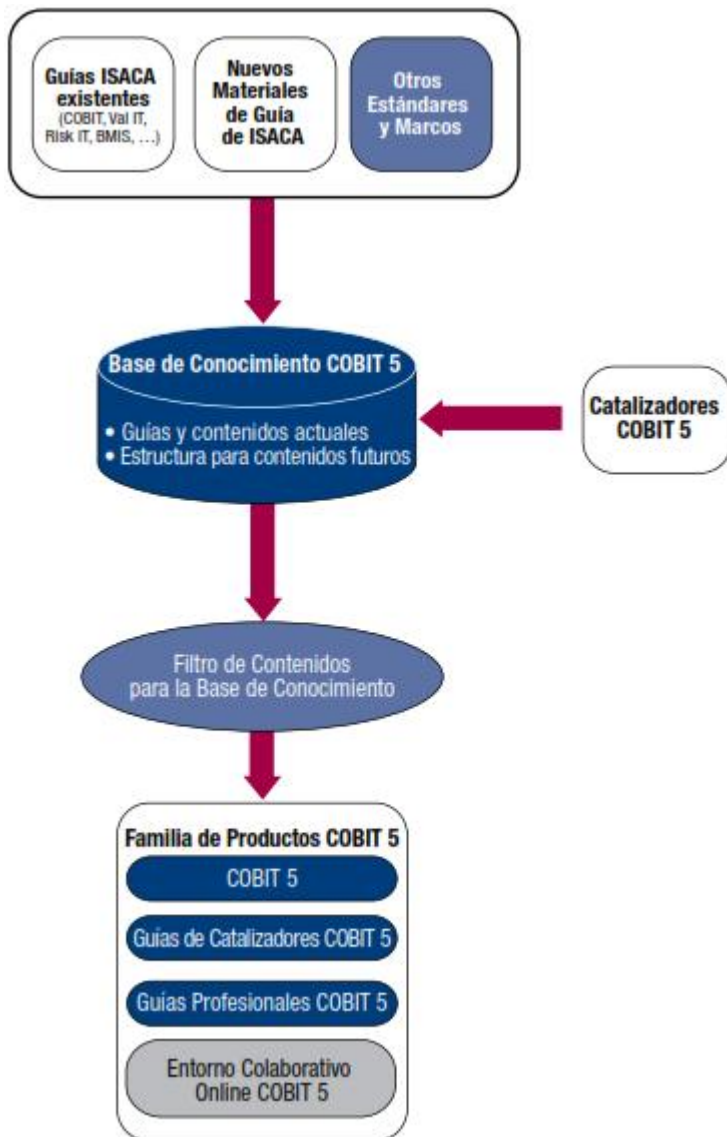 Guías ISACA
existentes
(COBIT, Val IT,
Risk IT, BMIS, …)
Nuevos
Materiales
de Guía
de ISACA
Otros
Estándares
y Marcos
Base de Conocimiento COBIT 5
• Guías y contenidos actuales
• Estructura para contenidos futuros
Catalizadores
COBIT 5
Filtro de Contenidos
para la Base de Conocimiento
Familia de Productos COBIT 5
COBIT 5
Guías de Catalizadores COBIT 5
Guías Profesionales COBIT 5
Entorno Colaborativo
Online COBIT 5